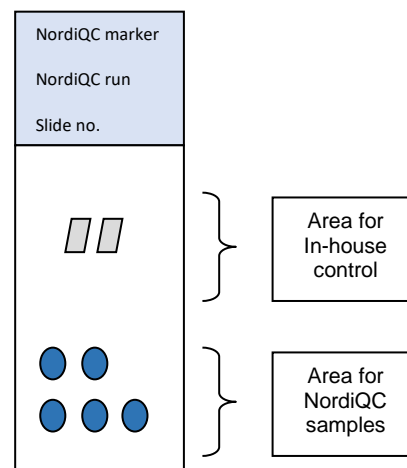 NordiQC marker
NordiQC run
Slide no.
Area for
In-house
control
Area for
NordiQC
samples